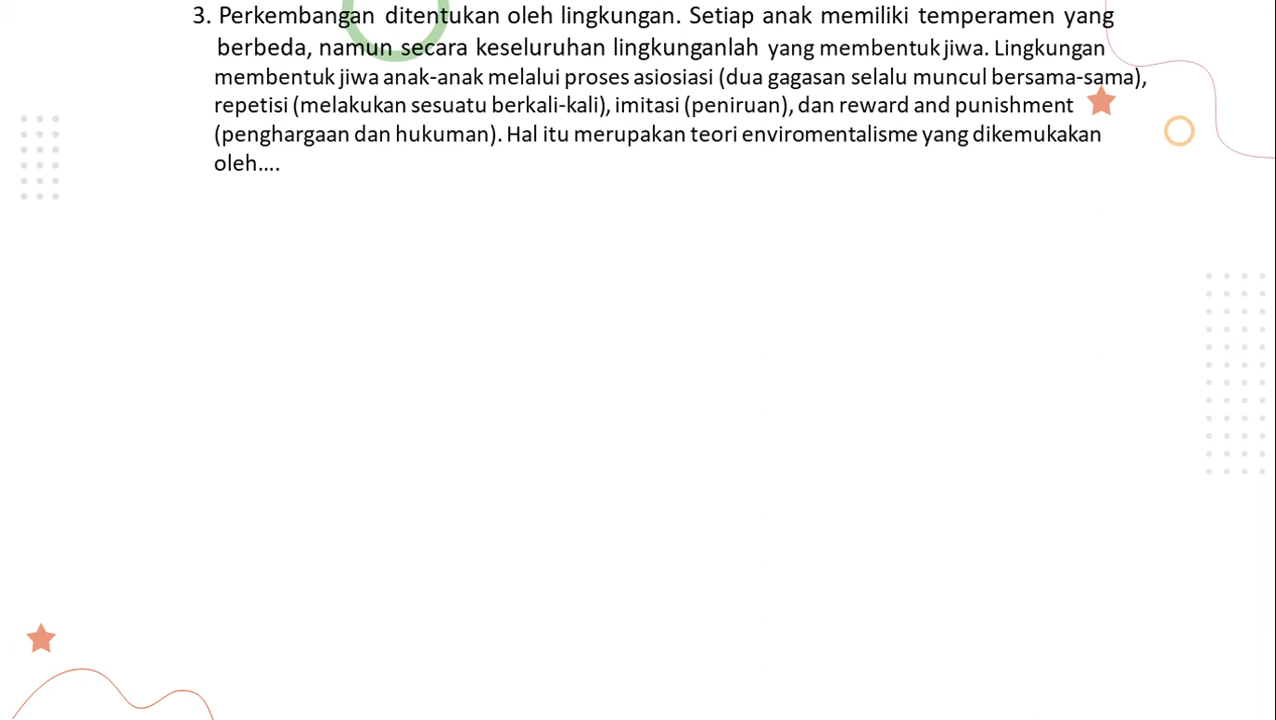 3. Perkembangan ditentukan oleh lingkungan. Setiap anak memiliki temperamen yang
berbeda, namun secara keseluruhan lingkunganlah yang membentuk jiwa. Lingkungan
membentuk jiwa anak-anak melalui proses asiosiasi (dua gagasan selalu muncul bersama-sama),
repetisi (melakukan sesuatu berkali-kali), imitasi (peniruan), dan reward and punishment
(penghargaan dan hukuman). Hal itu merupakan teori enviromentalisme yang dikemukakan
oleh....